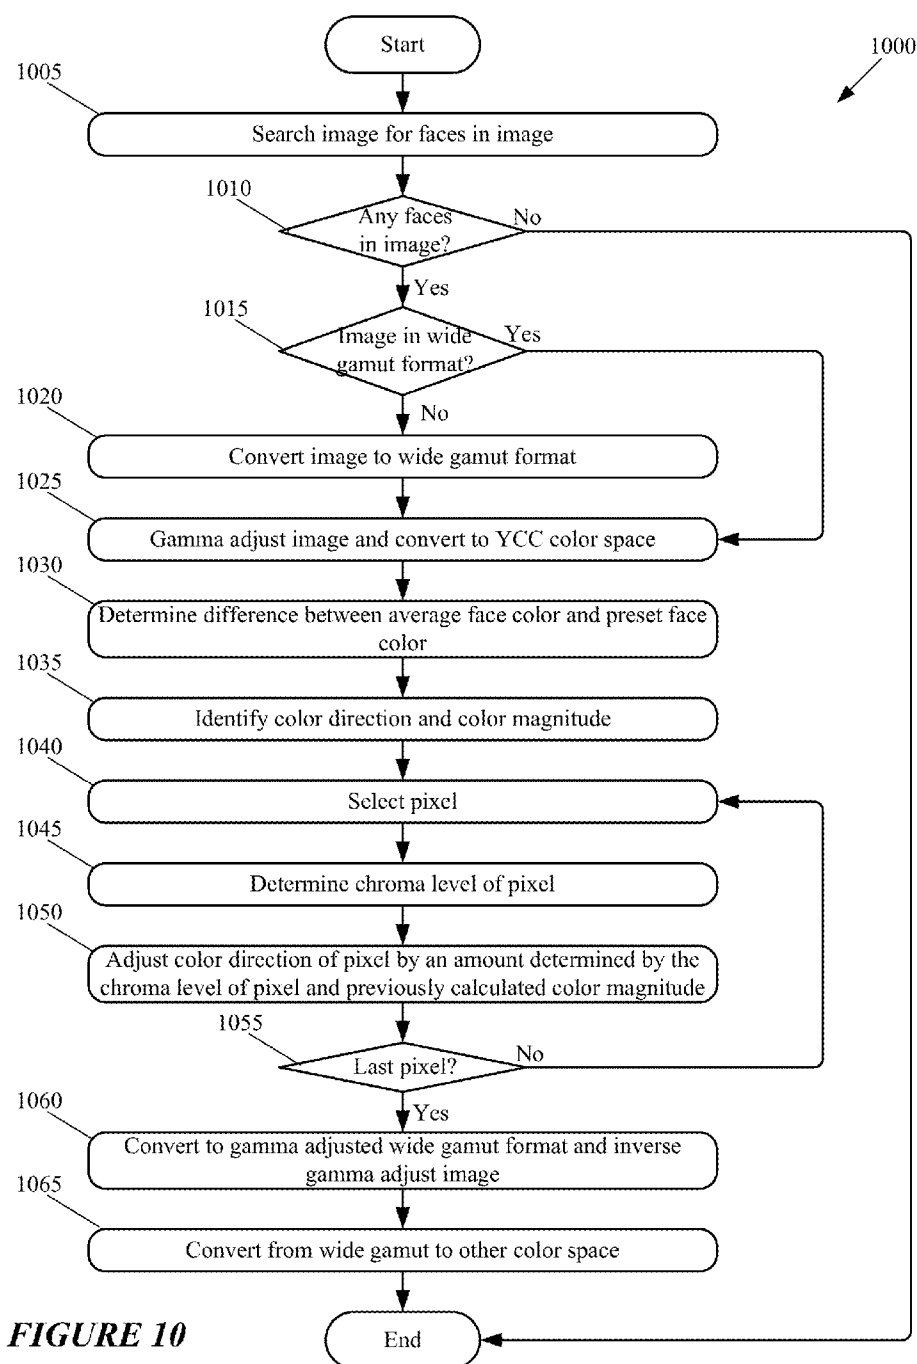 Start
1000
1005
Search image for faces in image
1010
Any faces
in image?
No
Yes
1015
Image in wide
gamut format?
Yes
No
1020
Convert image to wide gamut format
1025
Gamma adjust image and convert to YCC color space
1030
Determine difference between average face color and preset face
color
1035
Identify color direction and color magnitude
1040
Select pixel
1045
Determine chroma level of pixel
1050
Adjust color direction of pixel by an amount determined by the
chroma level of pixel and previously calculated color magnitude
1055
Last pixel?
No
Yes
1060
Convert to gamma adjusted wide gamut format and inverse
gamma adjust image
1065
Convert from wide gamut to other color space
End
FIGURE 10